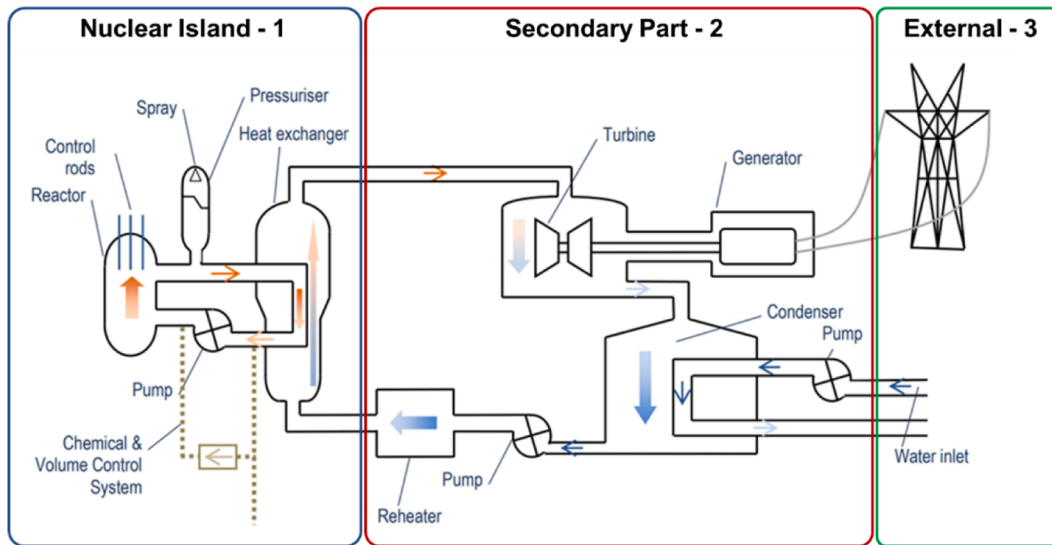 Nuclear Island - 1
Secondary Part - 2
External - 3
Pressuriser
Spray
Heat exchanger
Control
rods
Reactor
Turbine
Generator
Condenser
Pump
Pump
Chemical &
Volume Control
System
Pump
Reheater
Water inlet